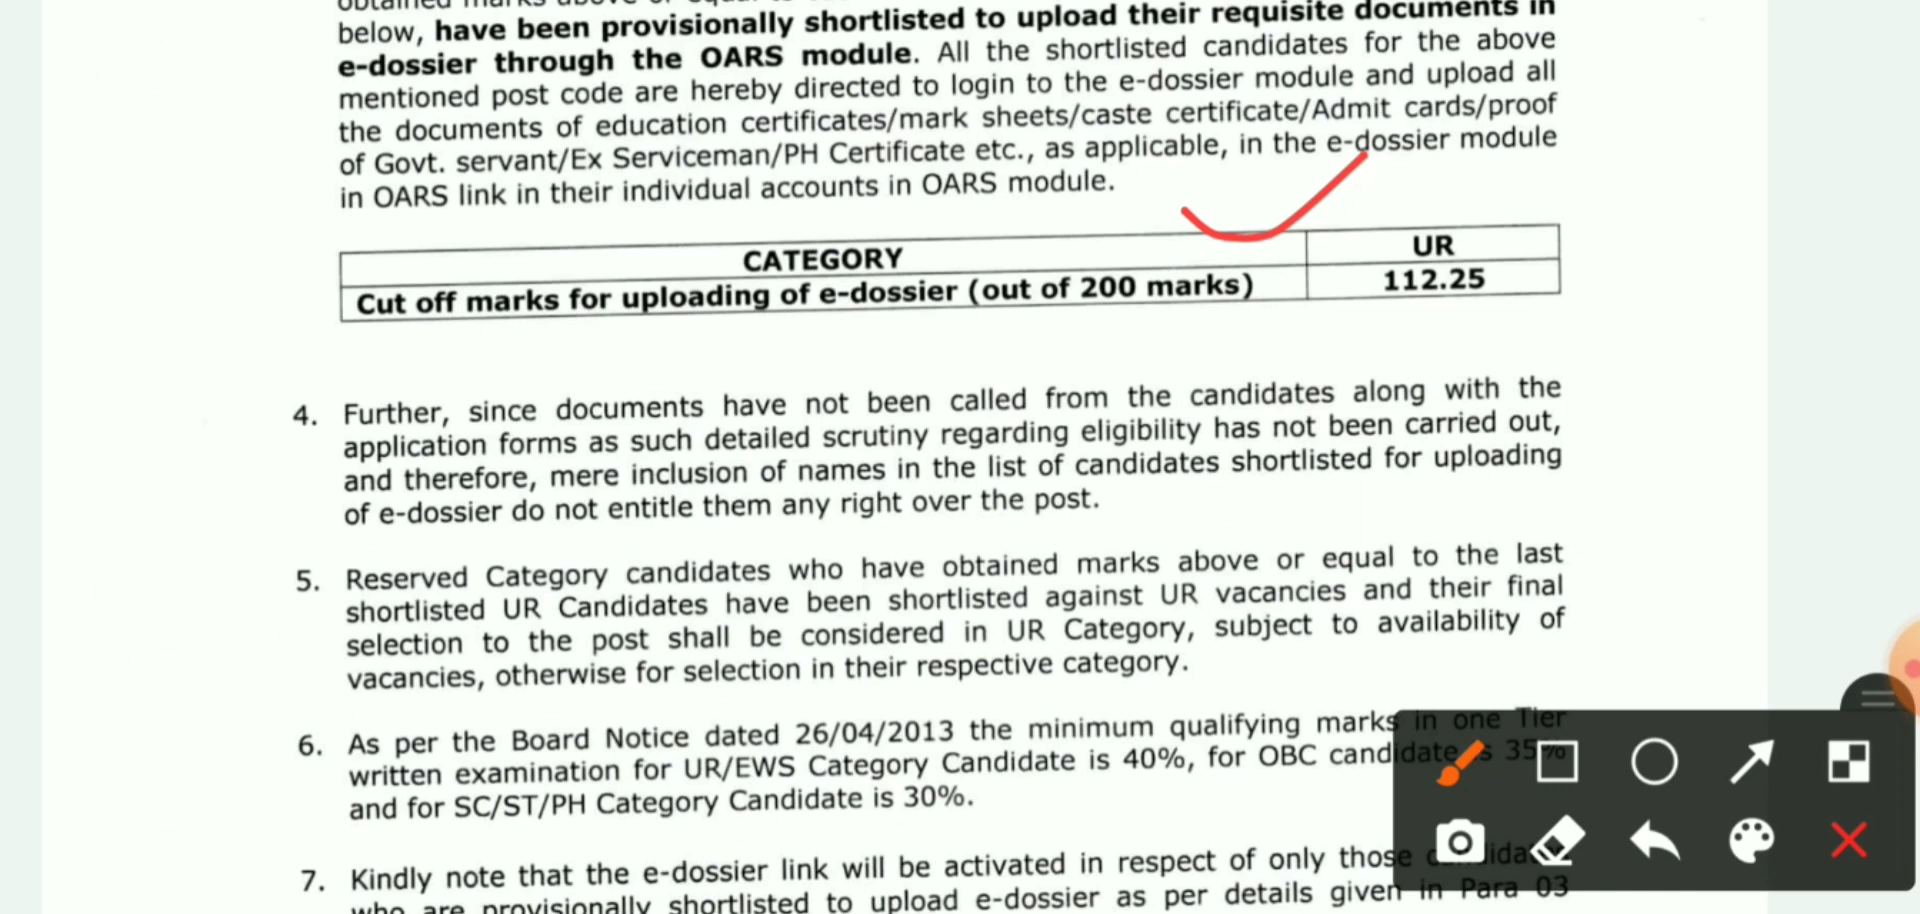 below, have been provisionally shortlisted to upload their requisite documents in
e-dossier through the OARS module. All the shortlisted candidates for the above
mentioned post code are hereby directed to login to the e-dossier module and upload all
the documents of education certificates/mark sheets/caste certificate/Admit cards/proof
of Govt. servant/Ex Serviceman/PH Certificate etc., as applicable, in the e-dossier module
in OARS link in their individual accounts in OARS module.
CATEGORY UR
Cut off marks for uploading of e-dossier (out of 200 marks) 112.25
4. Further, since documents have not been called from the candidates along with the
application forms as such detailed scrutiny regarding eligibility has not been carried out,
and therefore, mere inclusion of names in the list of candidates shortlisted for uploading
of e-dossier do not entitle them any right over the post.
5. Reserved Category candidates who have obtained marks above or equal to the last
shortlisted UR Candidates have been shortlisted against UR vacancies and their final
selection to the post shall be considered in UR Category, subject to availability of
vacancies, otherwise for selection in their respective category.
6. As per the Board Notice dated 26/04/2013 the minimum qualifying marks in one Tier
written examination for UR/EWS Category Candidate is 40%, for OBC candidate is 35%
and for SC/ST/PH Category Candidate is 30%.
7. Kindly note that the e-dossier link will be activated in respect of only those
who are provisionally shortlisted to upload e-dossier as per details given in Para 03